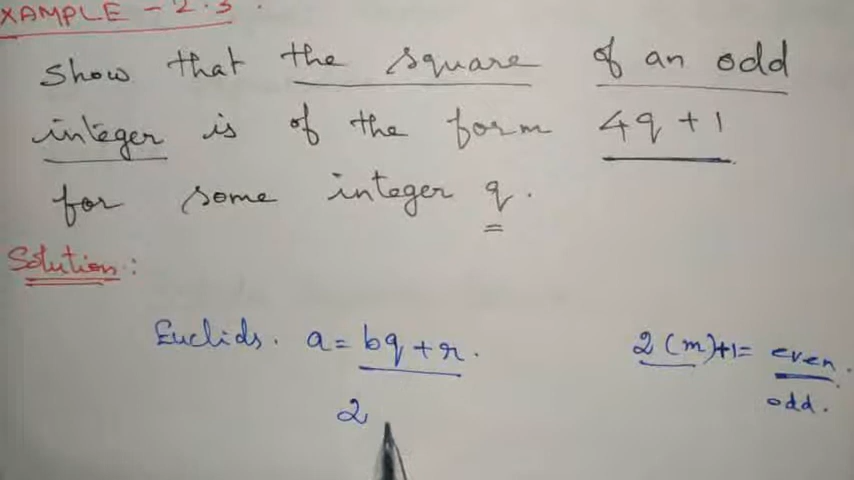 EXAMPLE - 2.3.
Show that the square of an odd
integer is of the form 4q + 1
for some integer q.
Solution:
Euclids. a = bq + r.
2(m)+1 = even.
odd.
2